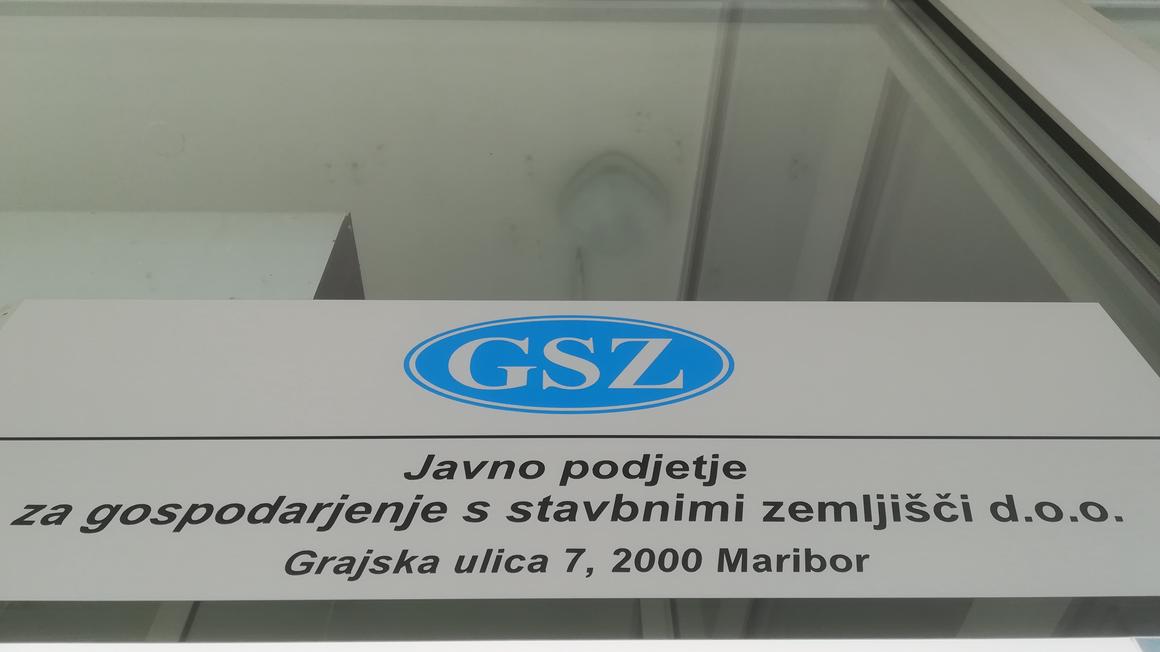 GSZ
Javno podjetje
za gospodarjenje s stavbnimi zemljišči d.o.o.
Grajska ulica 7, 2000 Maribor